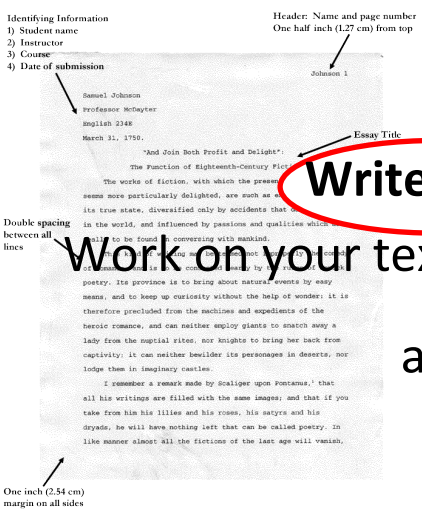 Identifying Information
1) Student name
2) Instructor
3) Course
4) Date of submission
Header: Name and page number
One half inch (1.27 cm) from top
Johnson 1
Samuel Johnson
Professor McDayter
English 234E
March 31, 1750.
Essay Title
"And Join Both Profit and Delight":
The Function of Eighteenth-Century
The works of fiction, with which the
seems more particularly delighted, are such as
its true state, diversified only by accidents that
in the world, and influenced by passions and qualities which
Write
Double spacing
between all
lines
to be found in conversing with mankind.
Work on your
poetry. Its province is to bring about natural events by easy
means, and to keep up curiosity without the help of wonder: it is
therefore precluded from the machines and expedients of the
heroic romance, and can neither employ giants to snatch away a
lady from the nuptial rites, nor knights to bring her back from
captivity; it can neither bewilder its personages in deserts, nor
lodge them in imaginary castles.
a
I remember a remark made by Scaliger upon Pontanus,¹ that
all his writings are filled with the same images; and that if you
take from him his lilies and his roses, his satyrs and his
dryads, he will have nothing left that can be called poetry. In
like manner almost all the fictions of the last age will vanish,
One inch (2.54 cm)
margin on all sides